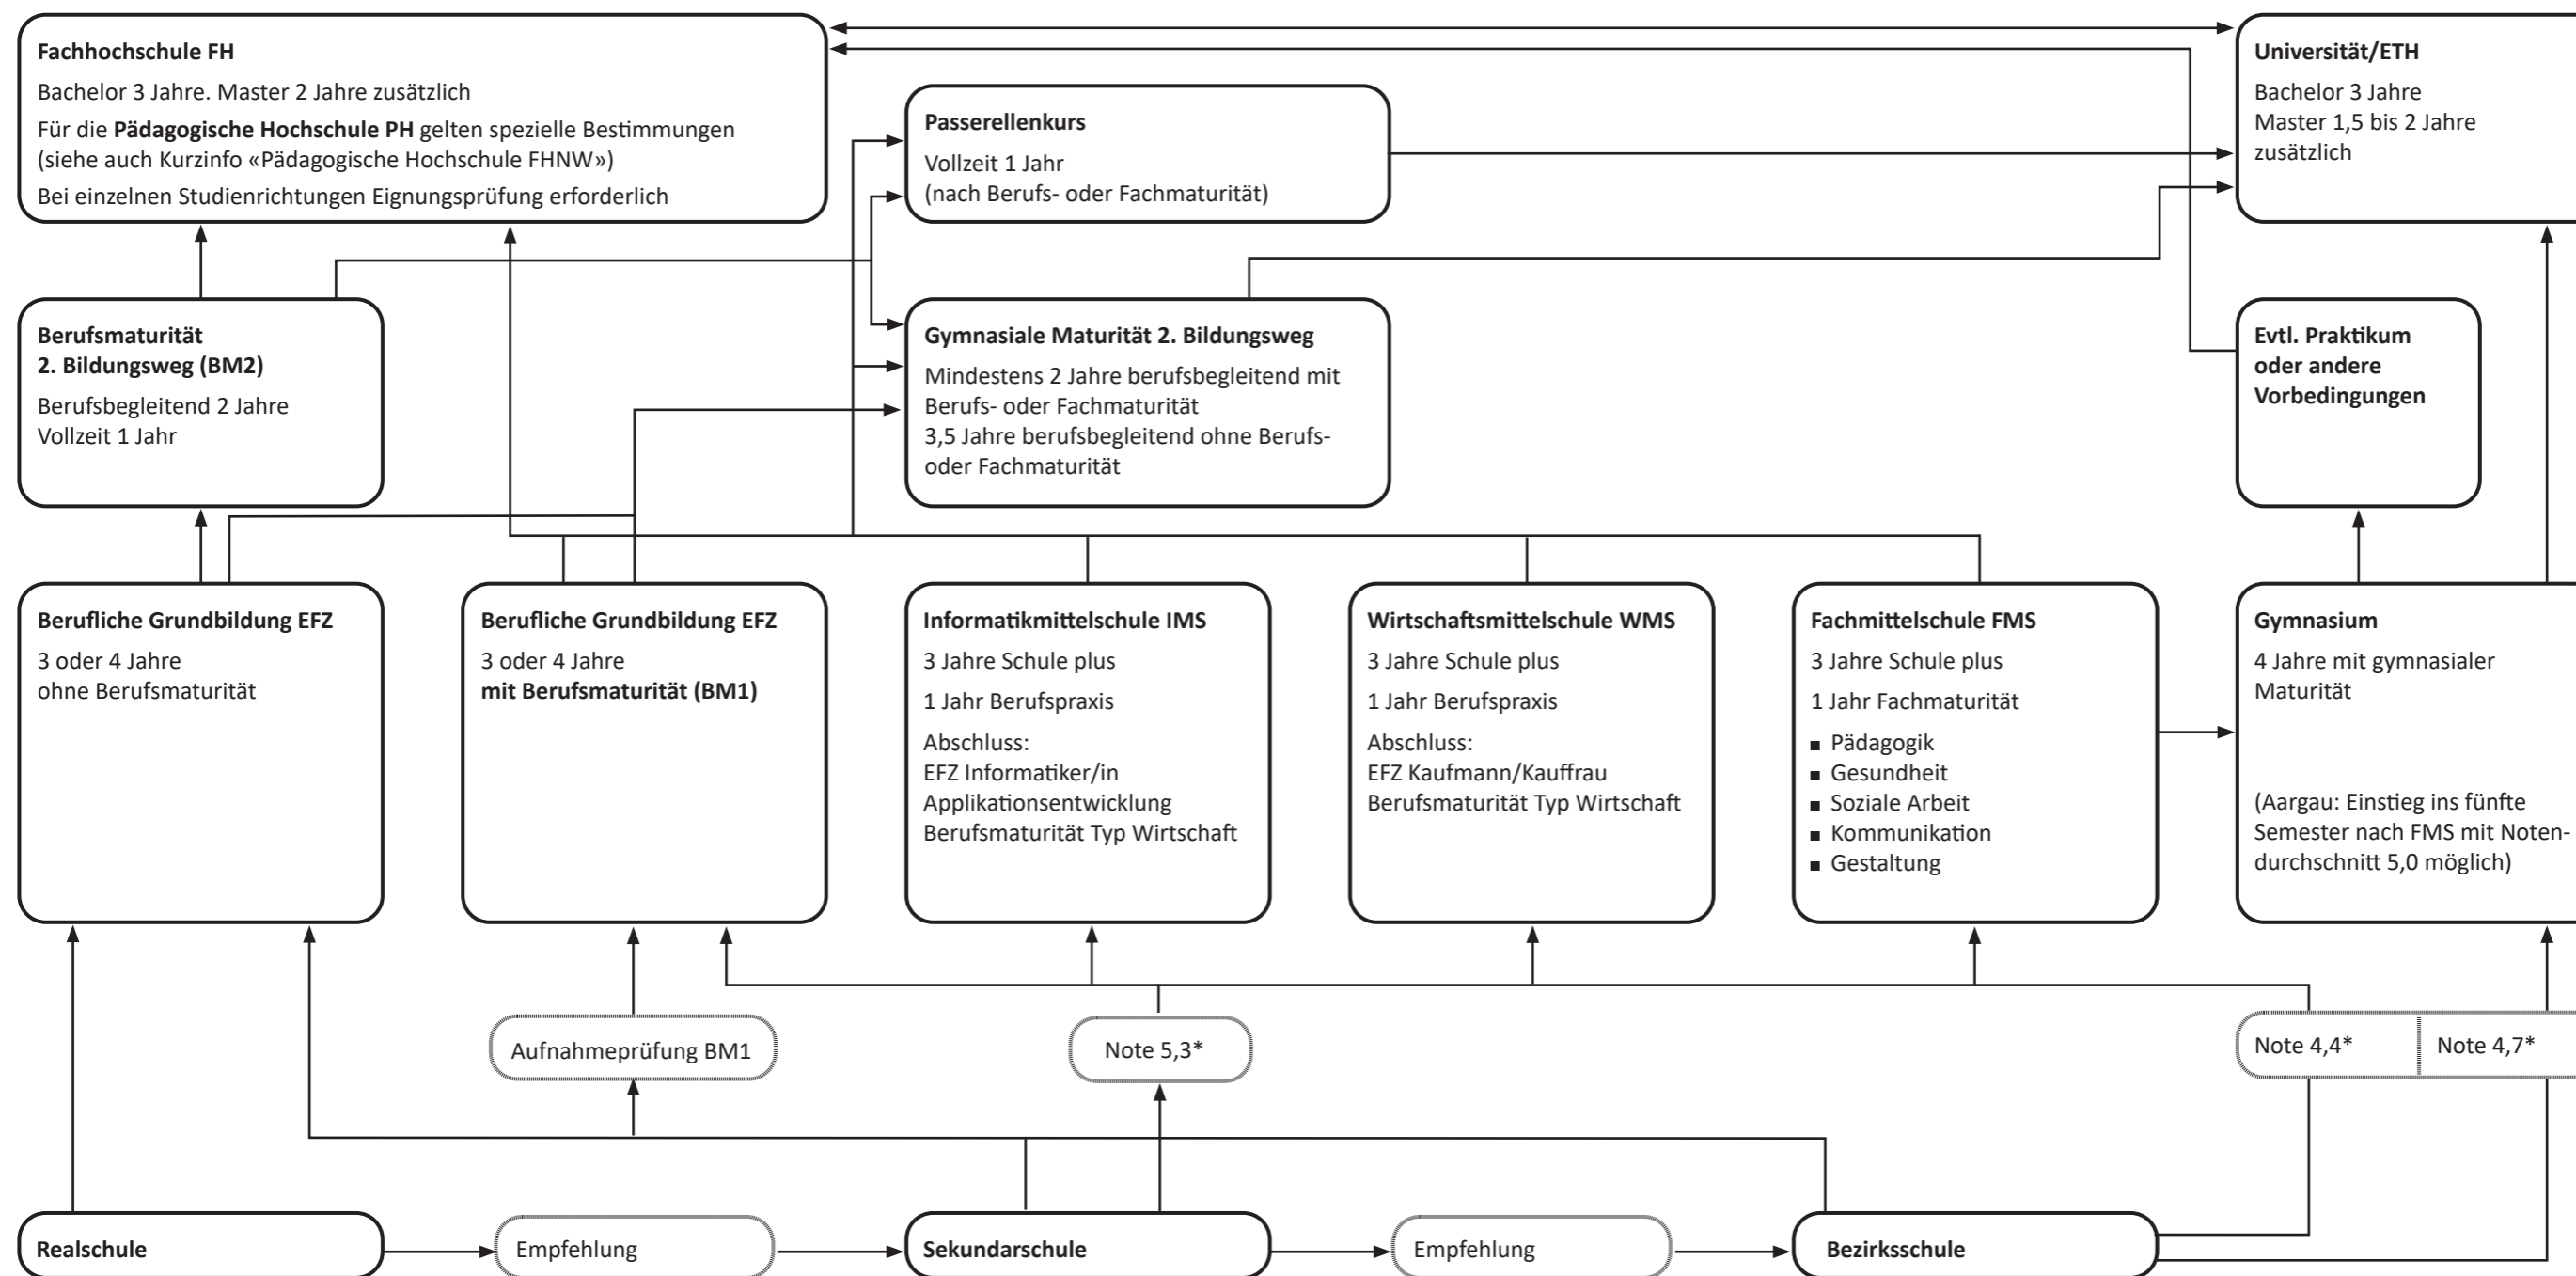 Fachhochschule FH
Bachelor 3 Jahre. Master 2 Jahre zusätzlich
Für die Pädagogische Hochschule PH gelten spezielle Bestimmungen
(siehe auch Kurzinfo «Pädagogische Hochschule FHNW»)
Bei einzelnen Studienrichtungen Eignungsprüfung erforderlich
Passerellenkurs
Vollzeit 1 Jahr
(nach Berufs- oder Fachmaturität)
Universität/ETH
Bachelor 3 Jahre
Master 1,5 bis 2 Jahre
zusätzlich
Berufsmaturität
2. Bildungsweg (BM2)
Berufsbegleitend 2 Jahre
Vollzeit 1 Jahr
Gymnasiale Maturität 2. Bildungsweg
Mindestens 2 Jahre berufsbegleitend mit
Berufs- oder Fachmaturität
3,5 Jahre berufsbegleitend ohne Berufs-
oder Fachmaturität
Evtl. Praktikum
oder andere
Vorbedingungen
Berufliche Grundbildung EFZ
3 oder 4 Jahre
ohne Berufsmaturität
Berufliche Grundbildung EFZ
3 oder 4 Jahre
mit Berufsmaturität (BM1)
Informatikmittelschule IMS
3 Jahre Schule plus
1 Jahr Berufspraxis
Abschluss:
EFZ Informatiker/in
Applikationsentwicklung
Berufsmaturität Typ Wirtschaft
Wirtschaftsmittelschule WMS
3 Jahre Schule plus
1 Jahr Berufspraxis
Abschluss:
EFZ Kaufmann/Kauffrau
Berufsmaturität Typ Wirtschaft
Fachmittelschule FMS
3 Jahre Schule plus
1 Jahr Fachmaturität
▪ Pädagogik
▪ Gesundheit
▪ Soziale Arbeit
▪ Kommunikation
▪ Gestaltung
Gymnasium
4 Jahre mit gymnasialer
Maturität
(Aargau: Einstieg ins fünfte
Semester nach FMS mit Noten-
durchschnitt 5,0 möglich)
Aufnahmeprüfung BM1
Note 5,3*
Note 4,4*
Note 4,7*
Realschule
Empfehlung
Sekundarschule
Empfehlung
Bezirksschule